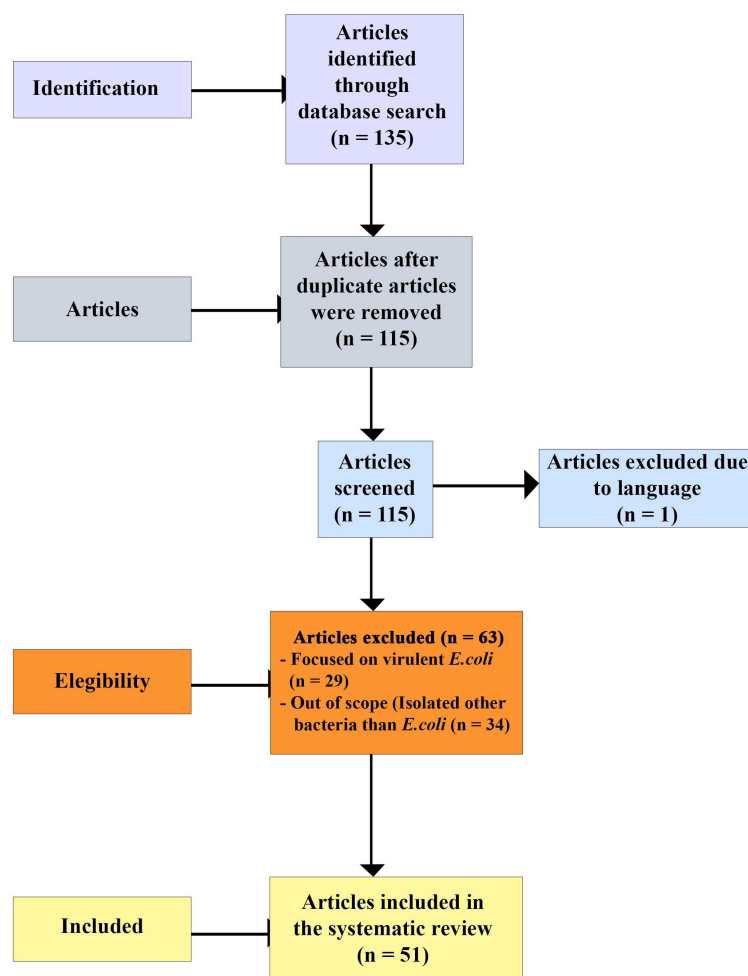 Identification
Articles
identified
through
database search
(n = 135)
Articles
Articles after
duplicate articles
were removed
(n = 115)
Articles
screened
(n = 115)
Articles excluded due
to language
(n = 1)
Elegibility
Articles excluded (n = 63)
- Focused on virulent E.coli
(n = 29)
- Out of scope (Isolated other
bacteria than E.coli (n = 34)
Included
Articles included in
the systematic review
(n = 51)